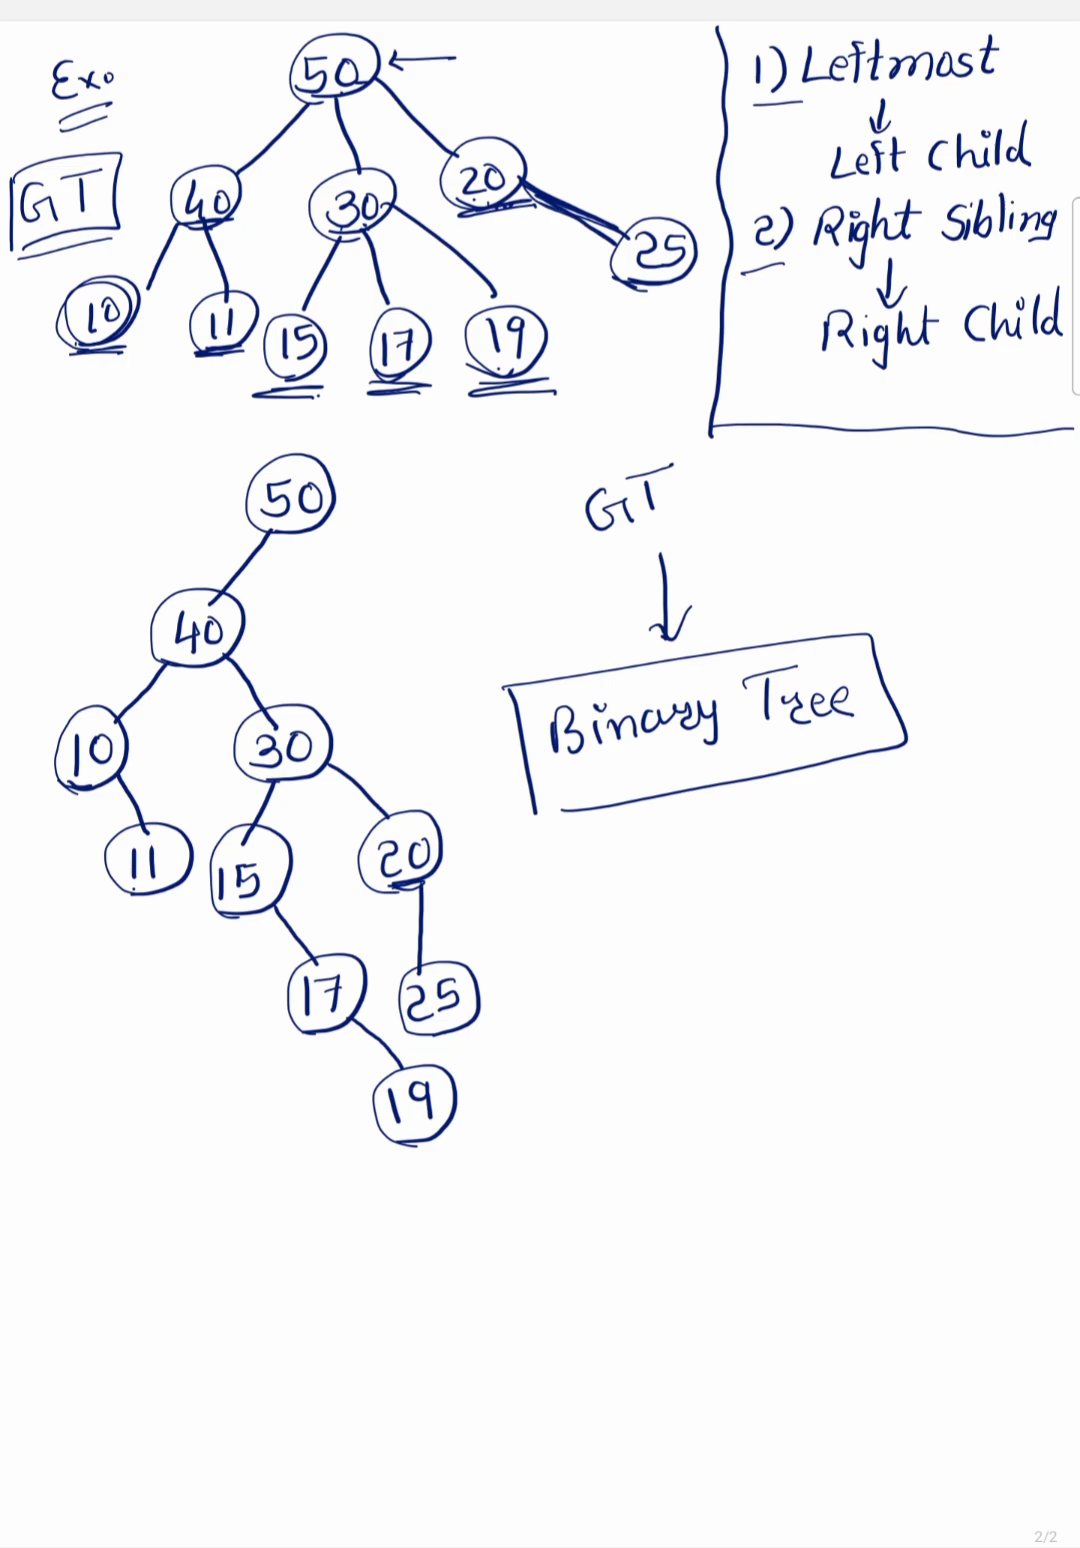 Ex.
GT
50
40
30
20
25
10
11
15
17
19
1) Leftmost
Left Child
2) Right Sibling
Right Child
50
40
10
30
11
15
20
17
25
19
GT
Binary Tree
2/2